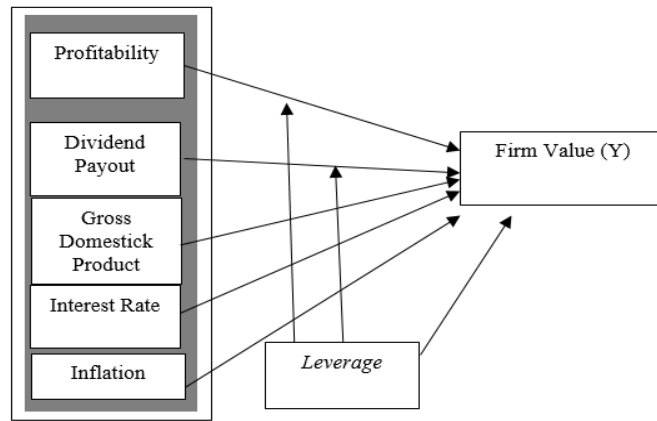 Profitability
Dividend
Payout
Gross
Domestick
Product
Interest Rate
Inflation
Leverage
Firm Value (Y)